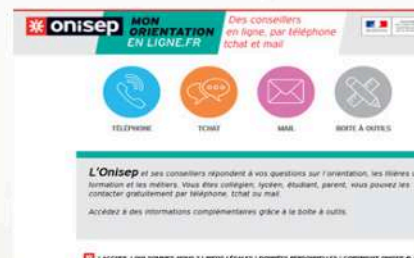 onisep
MON
ORIENTATION
EN LIGNE.FR
Des conseillers
en ligne, par téléphone
tchat et mail
TÉLÉPHONE
TCHAT
MAIL
BOITE À OUTILS
L'Onisep et ses conseillers répondent à vos questions sur l'orientation, les filières
formation et les métiers. Vous êtes collégien, lycéen, étudiant, parent, vous pouvez les
contacter gratuitement par téléphone, tchat ou mail.
Accédez à des informations complémentaires grâce à la boite à outils.